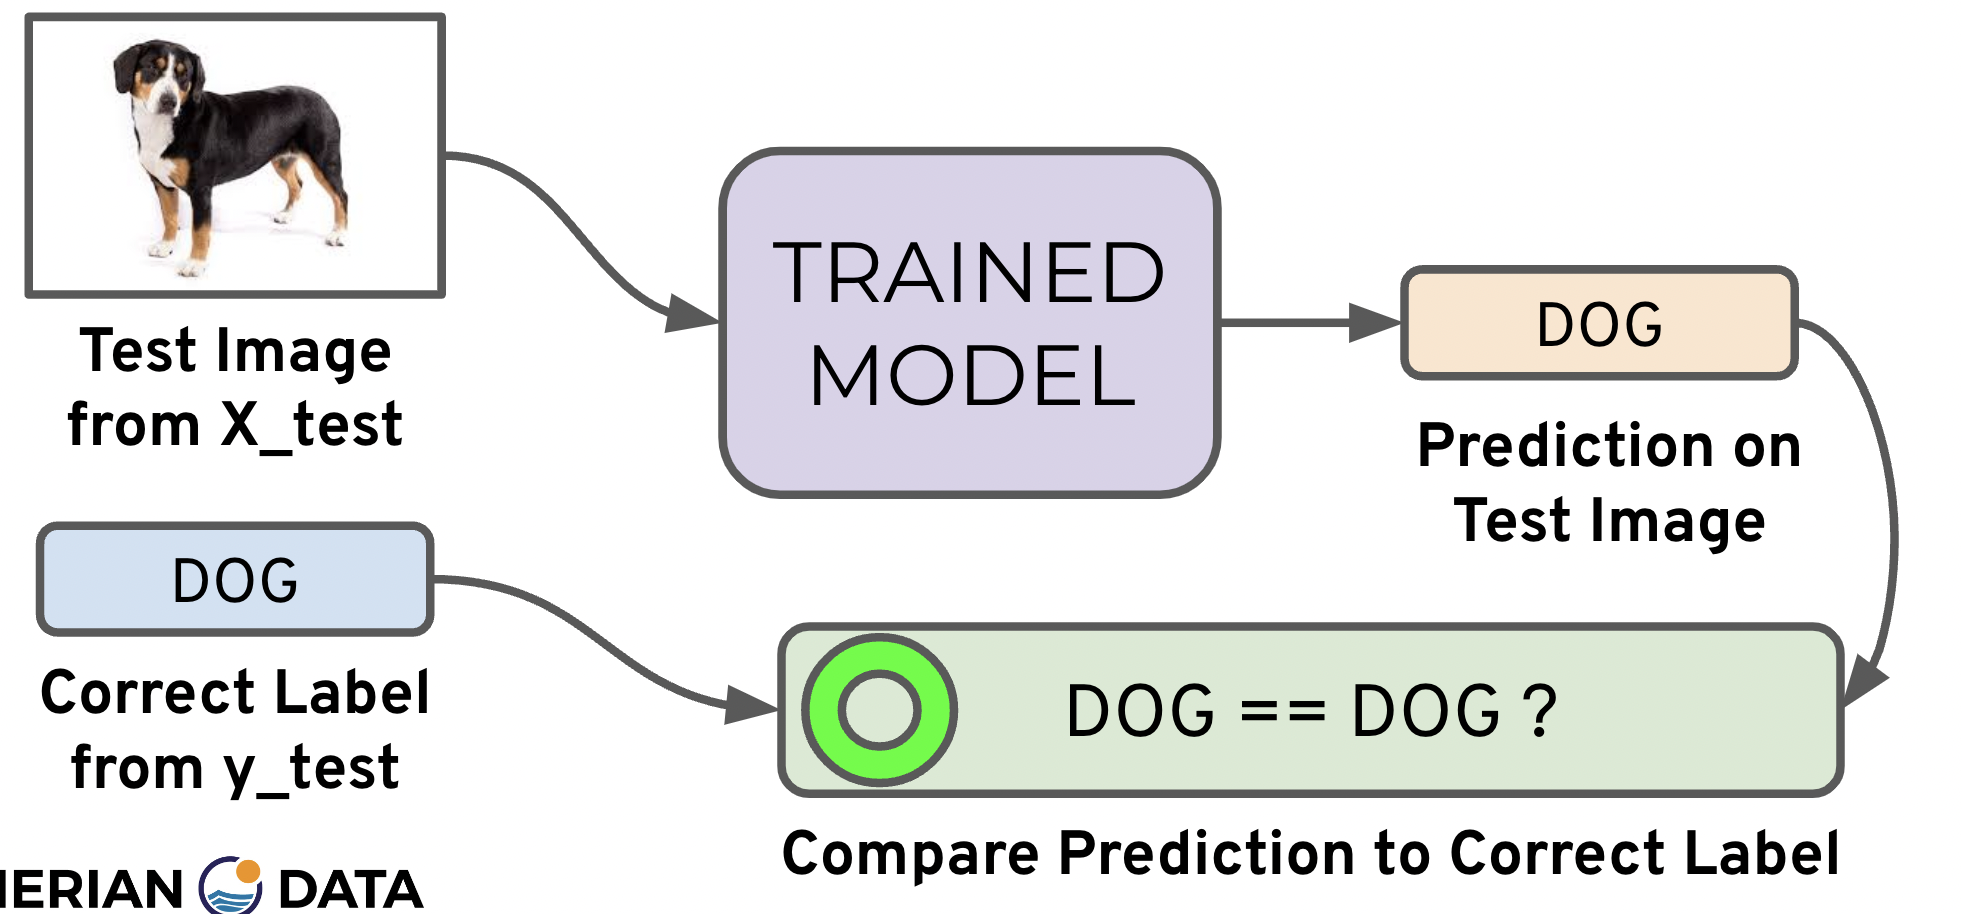 TRAINED
MODEL
DOG
Test Image
from X_test
Prediction on
Test Image
DOG
Correct Label
from y_test
DOG == DOG ?
Compare Prediction to Correct Label
DATA